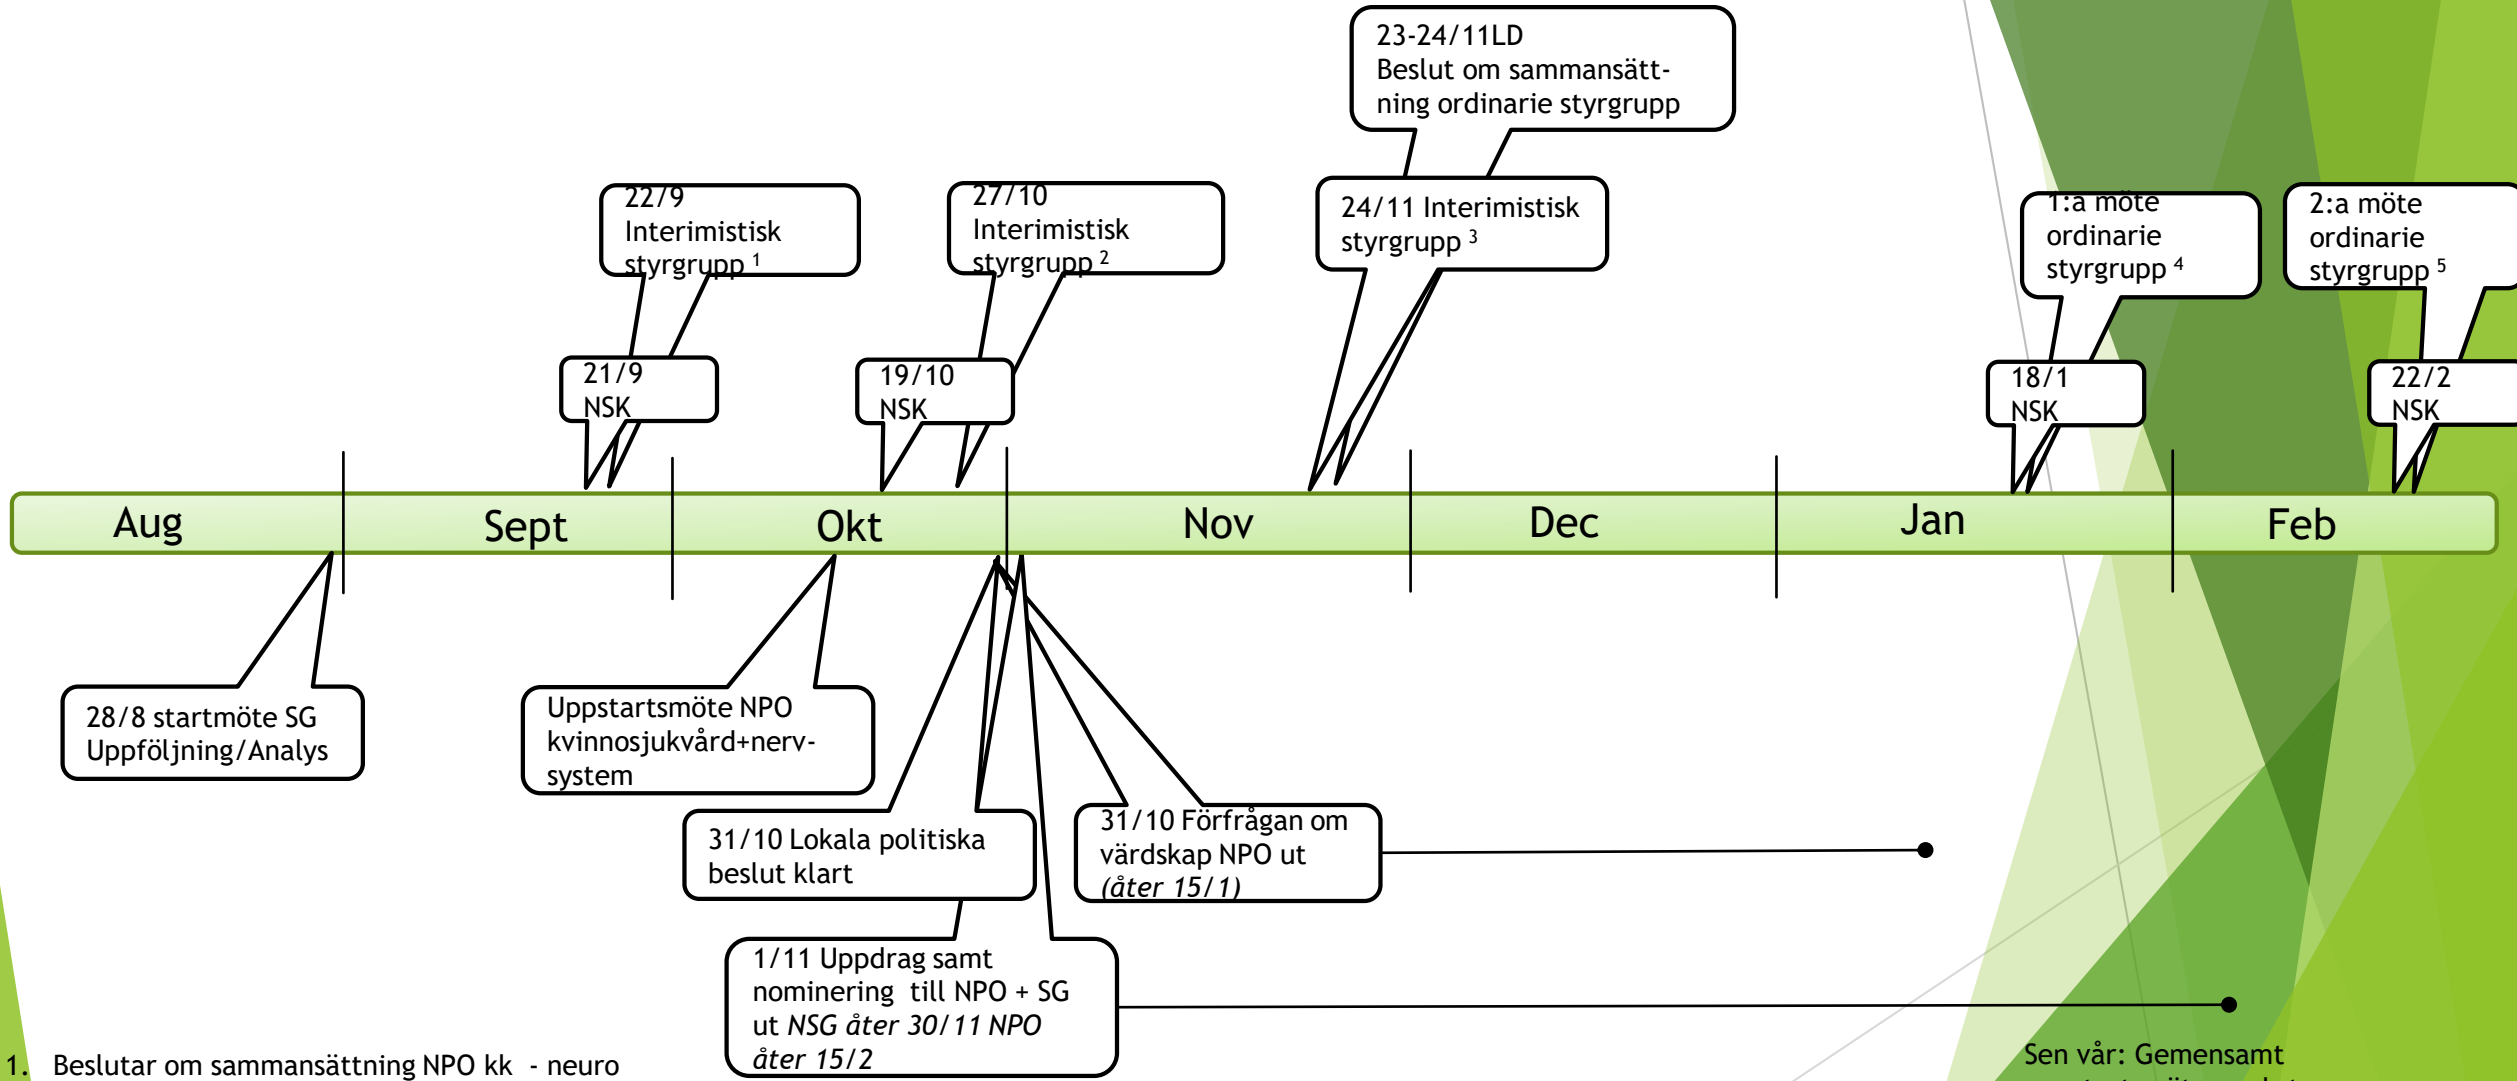 23-24/11LD
Beslut om sammansätt-
ning ordinarie styrgrupp
22/9
Interimistisk
styrgrupp 1
27/10
Interimistisk
styrgrupp 2
24/11 Interimistisk
styrgrupp 3
1:a möte
ordinarie
styrgrupp 4
2:a möte
ordinarie
styrgrupp 5
21/9
NSK
19/10
NSK
18/1
NSK
22/2
NSK
Aug
Sept
Okt
Nov
Dec
Jan
Feb
28/8 startmöte SG
Uppföljning/Analys
Uppstartsmöte NPO
kvinnosjukvård+nerv-
system
31/10 Lokala politiska
beslut klart
31/10 Förfrågan om
värdskap NPO ut
(åter 15/1)
1/11 Uppdrag samt
nominering till NPO + SG
ut NSG åter 30/11 NPO
åter 15/2
1. Beslutar om sammansättning NPO kk - neuro
Sen vår: Gemensamt